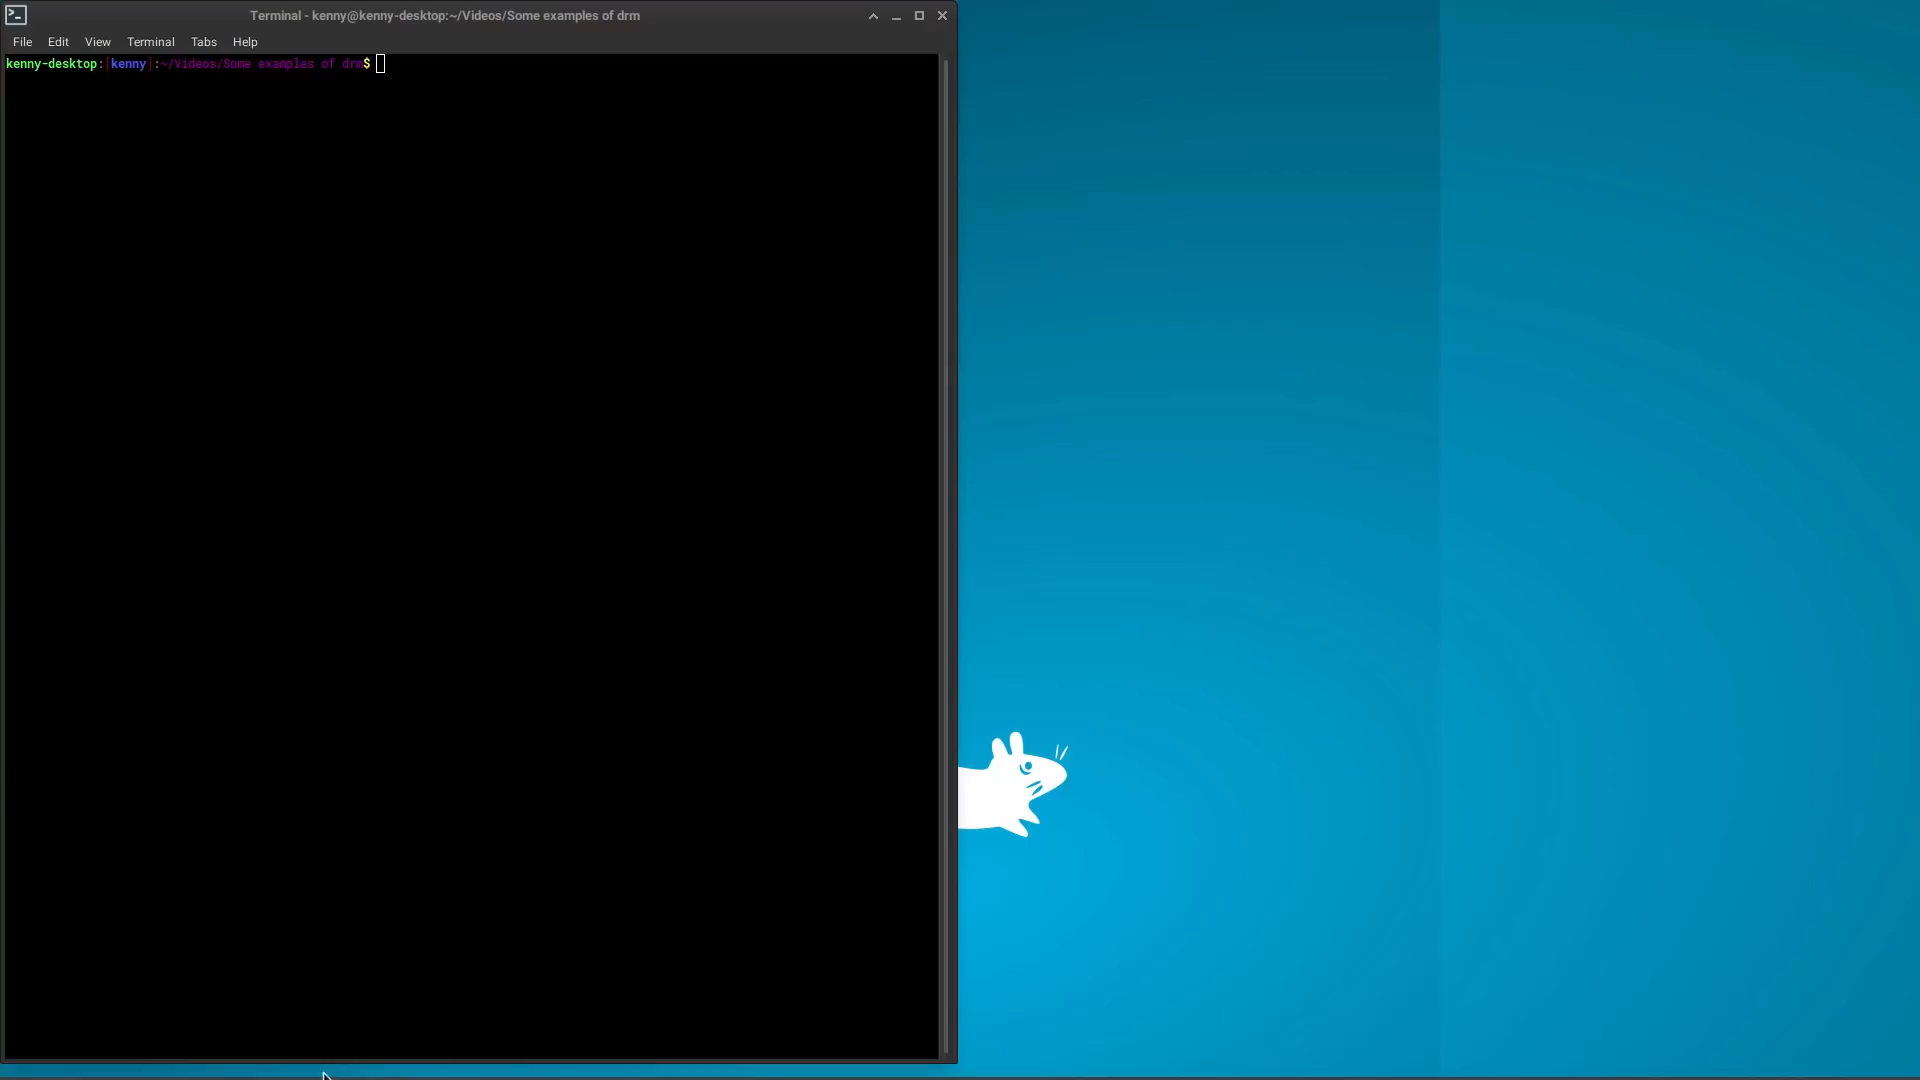 Terminal - kenny@kenny-desktop:~/Videos/Some examples of drm
File Edit View Terminal Tabs Help
kenny-desktop:[kenny]:~/Videos/Some examples of drm$